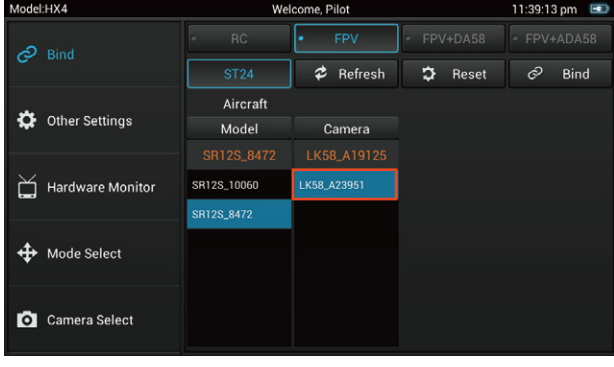 Model:HX4 Welcome, Pilot 11:39:13 pm
Bind
Other Settings
Hardware Monitor
Mode Select
Camera Select
RC FPV FPV+DA58 FPV+ADA58
ST24 Refresh Reset Bind
Aircraft
Model Camera
SR12S_8472 LK58_A19125
SR12S_10060 LK58_A23951
SR12S_8472